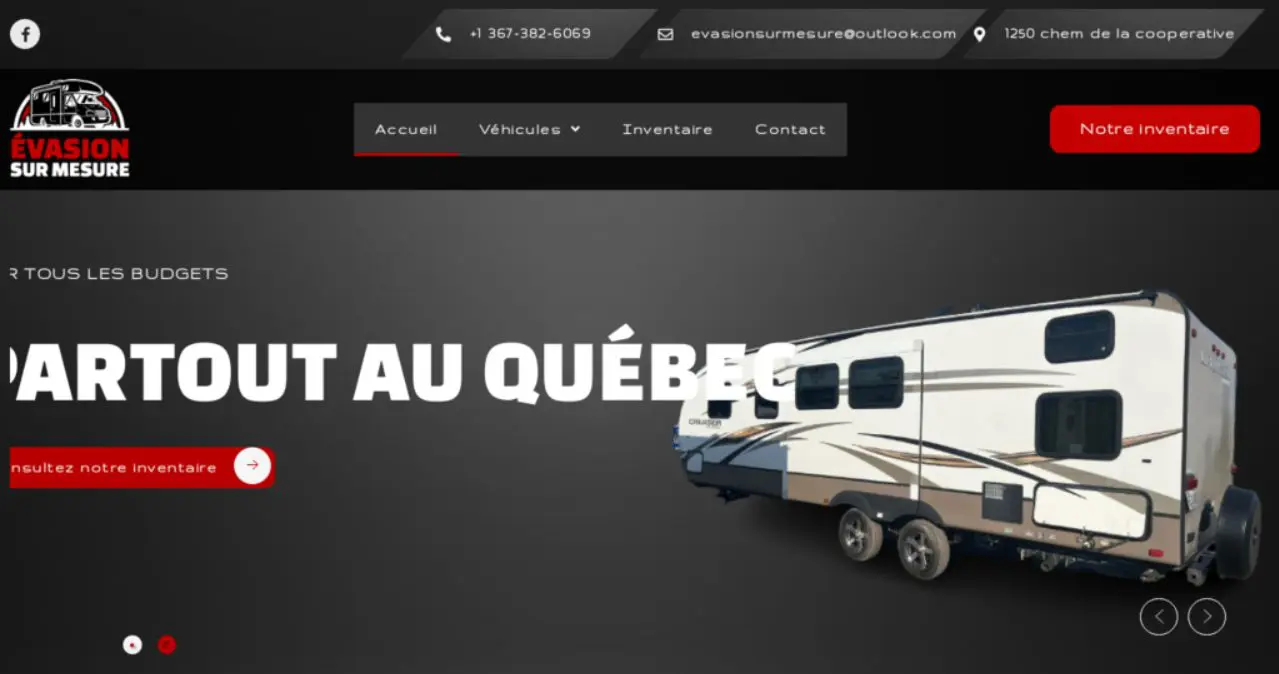 +1 367-382-6069
evasionsurmesure@outlook.com
1250 chem de la cooperative
ÉVASION
SUR MESURE
Accueil
Véhicules
Inventaire
Contact
Notre inventaire
R TOUS LES BUDGETS
PARTOUT AU QUÉBEC
CRUISER
nsultez notre inventaire